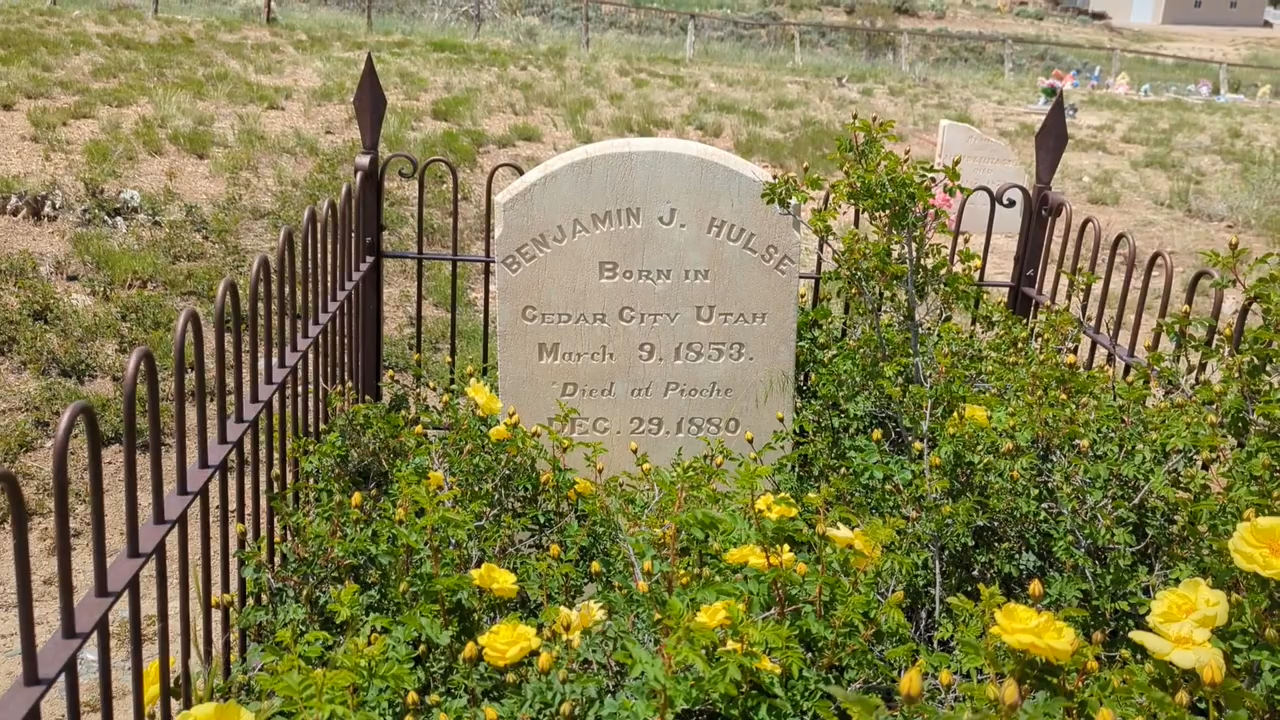 BENJAMIN J. HULSE
BORN IN
CEDAR CITY UTAH
March 9, 1853.
Died at Pioche
DEC. 29, 1880